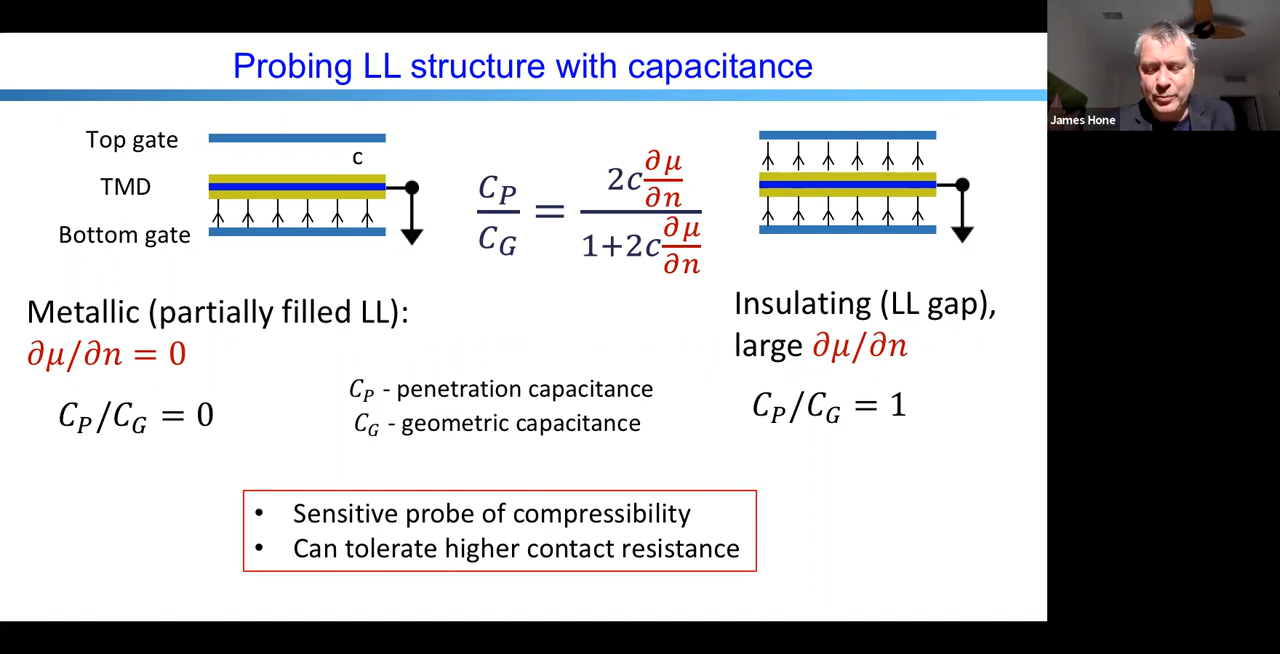 Probing LL structure with capacitance
James Hone
Top gate
c
TMD
Bottom gate
C_P/C_G = (2c ∂μ/∂n)/(1+2c ∂μ/∂n)
Metallic (partially filled LL):
∂μ/∂n = 0
C_P/C_G = 0
C_P - penetration capacitance
C_G - geometric capacitance
Insulating (LL gap),
large ∂μ/∂n
C_P/C_G = 1
• Sensitive probe of compressibility
• Can tolerate higher contact resistance